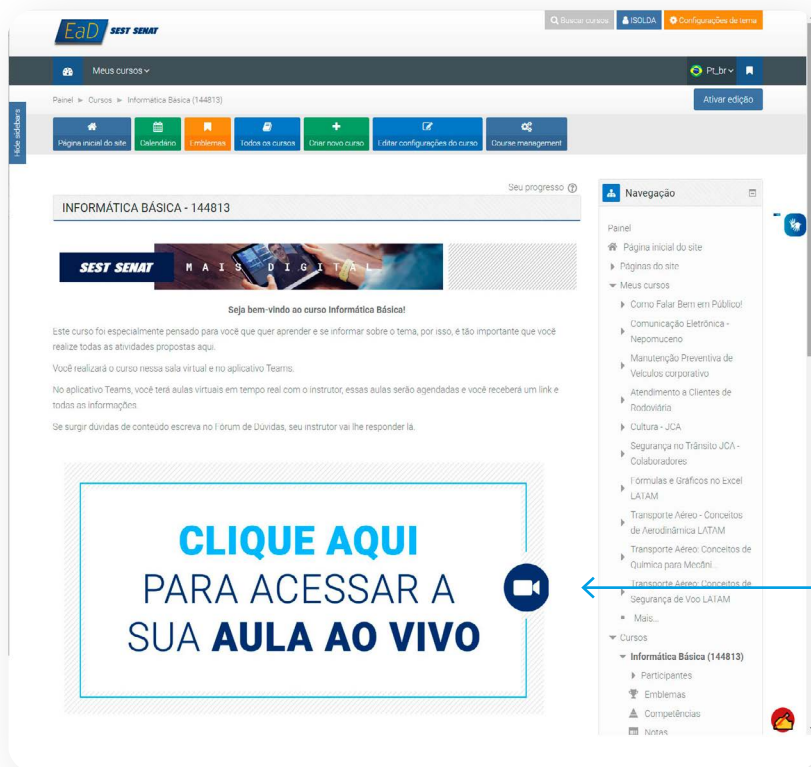 EaD SEST SENAT
Buscar cursos
ISOLDA
Configurações de tema
Meus cursos
Pt_br
Painel ► Cursos ► Informática Básica (144813)
Ativar edição
Hide sidebars
Página inicial do site
Calendário
Emblemas
Todos os cursos
Criar novo curso
Editar configurações do curso
Course management
Seu progresso
INFORMÁTICA BÁSICA - 144813
SEST SENAT MAIS DIGITAL
Seja bem-vindo ao curso Informática Básica!
Este curso foi especialmente pensado para você que quer aprender e se informar sobre o tema, por isso, é tão importante que você
realize todas as atividades propostas aqui.
Você realizará o curso nessa sala virtual e no aplicativo Teams.
No aplicativo Teams, você terá aulas virtuais em tempo real com o instrutor, essas aulas serão agendadas e você receberá um link e
todas as informações.
Se surgir dúvidas de conteúdo escreva no Fórum de Dúvidas, seu instrutor vai lhe responder lá.
CLIQUE AQUI
PARA ACESSAR A
SUA AULA AO VIVO
Navegação
Painel
Página inicial do site
Páginas do site
Meus cursos
Como Falar Bem em Público!
Comunicação Eletrônica -
Nepomuceno
Manutenção Preventiva de
Veículos corporativo
Atendimento a Clientes de
Rodoviária
Cultura - JCA
Segurança no Trânsito JCA -
Colaboradores
Fórmulas e Gráficos no Excel
LATAM
Transporte Aéreo - Conceitos
de Aerodinâmica LATAM
Transporte Aéreo: Conceitos de
Química para Mecâni...
Transporte Aéreo: Conceitos de
Segurança de Voo LATAM
Mais...
Cursos
Informática Básica (144813)
Participantes
Emblemas
Competências
Notas